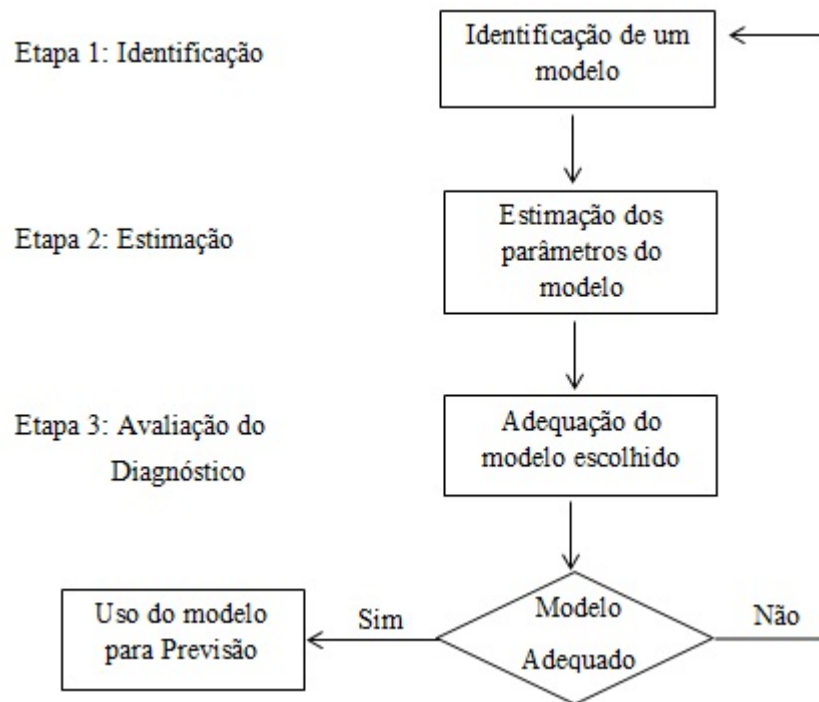 Etapa 1: Identificação
Identificação de um
modelo
Etapa 2: Estimação
Estimação dos
parâmetros do
modelo
Etapa 3: Avaliação do
Diagnóstico
Adequação do
modelo escolhido
Uso do modelo
para Previsão
Sim
Modelo
Adequado
Não